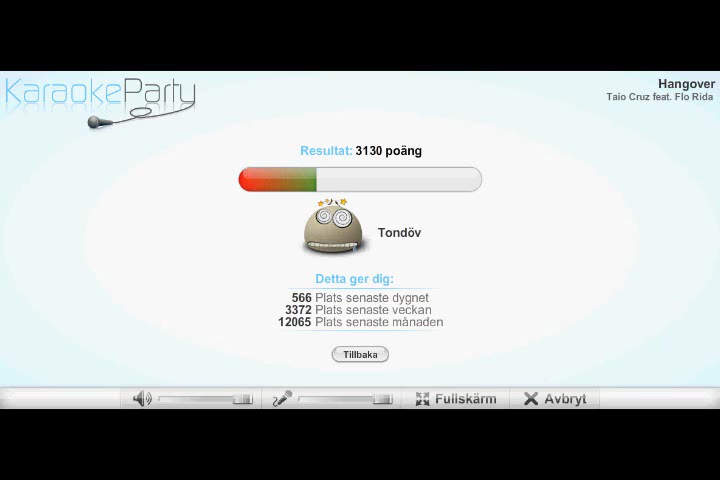 KaraokeParty
Hangover
Taio Cruz feat. Flo Rida
Resultat: 3130 poäng
Tondöv
Detta ger dig:
566 Plats senaste dygnet
3372 Plats senaste veckan
12065 Plats senaste månaden
Tillbaka
Fullskärm
Avbryt